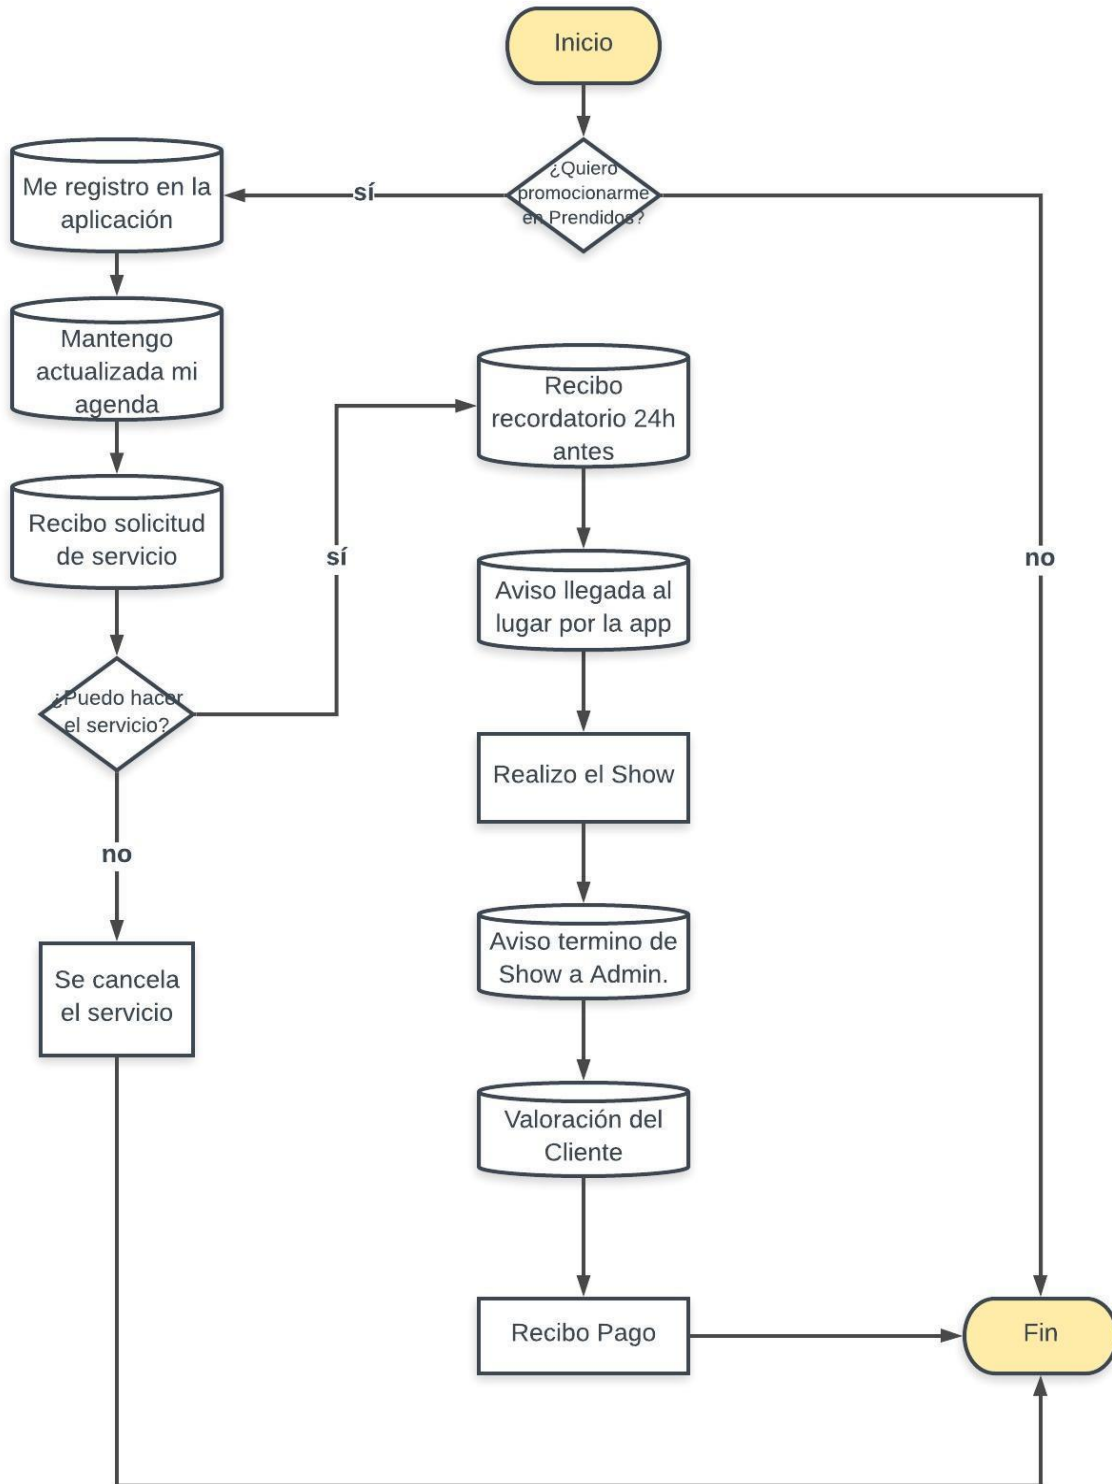 Inicio
¿Quiero
promocionarme
en Prendidos?
sí
no
Me registro en la
aplicación
Mantengo
actualizada mi
agenda
Recibo solicitud
de servicio
¿Puedo hacer
el servicio?
sí
no
Se cancela
el servicio
Recibo
recordatorio 24h
antes
Aviso llegada al
lugar por la app
Realizo el Show
Aviso termino de
Show a Admin.
Valoración del
Cliente
Recibo Pago
Fin